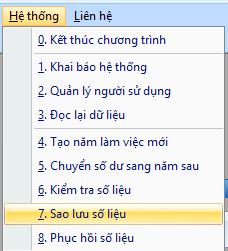 Hệ thống Liên hệ
0. Kết thúc chương trình
1. Khai báo hệ thống
2. Quản lý người sử dụng
3. Đọc lại dữ liệu
4. Tạo năm làm việc mới
5. Chuyển số dư sang năm sau
6. Kiểm tra số liệu
7. Sao lưu số liệu
8. Phục hồi số liệu